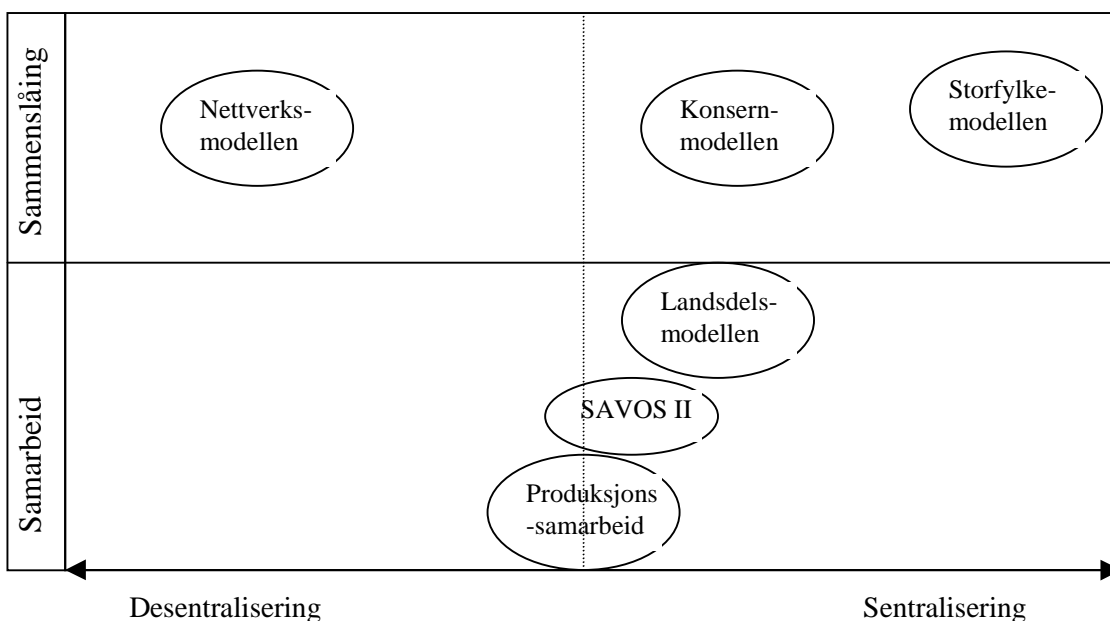 Sammenslåing
Nettverks-
modellen
Konsern-
modellen
Storfylke-
modellen
Samarbeid
Landsdels-
modellen
SAVOS II
Produksjons
-samarbeid
Desentralisering
Sentralisering